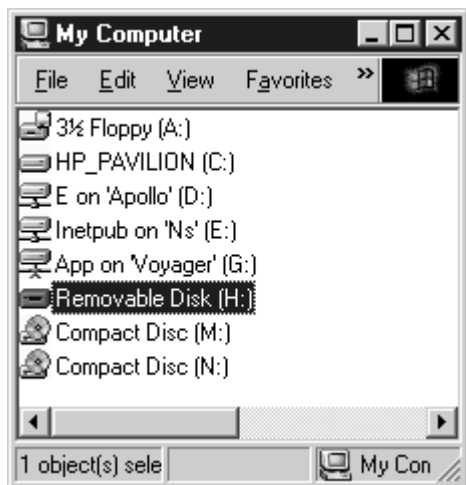 My Computer
File Edit View Favorites »
3½ Floppy (A:)
HP_PAVILION (C:)
E on 'Apollo' (D:)
Inetpub on 'Ns' (E:)
App on 'Voyager' (G:)
Removable Disk (H:)
Compact Disc (M:)
Compact Disc (N:)
1 object(s) sele My Con